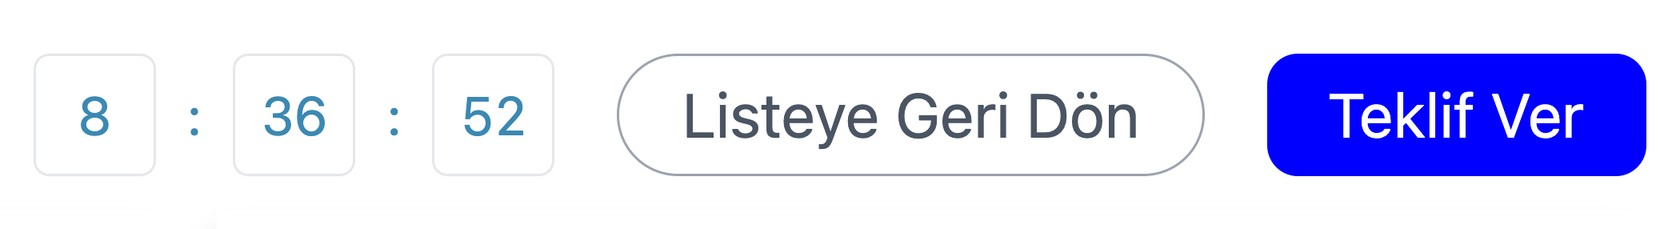 8 : 36 : 52 Listeye Geri Dön Teklif Ver